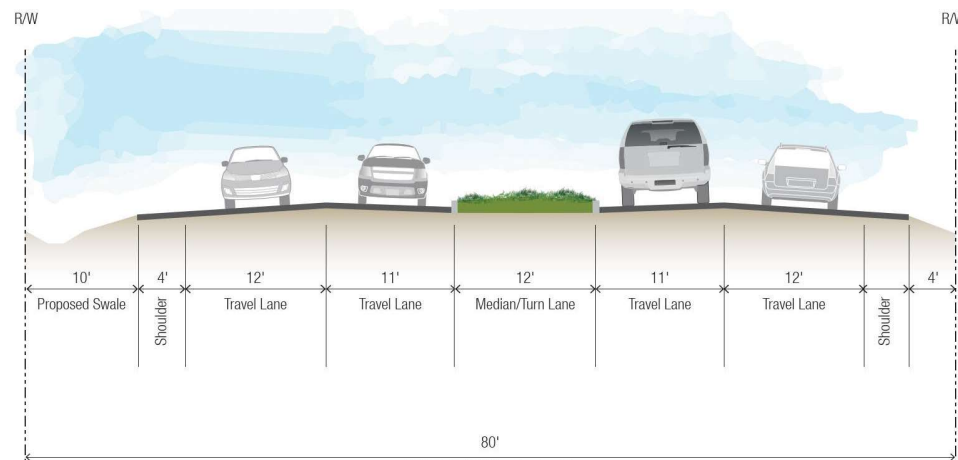 R/W
R/W
10'
4'
12'
11'
12'
11'
12'
4'
Proposed Swale
Shoulder
Travel Lane
Travel Lane
Median/Turn Lane
Travel Lane
Travel Lane
Shoulder
80'